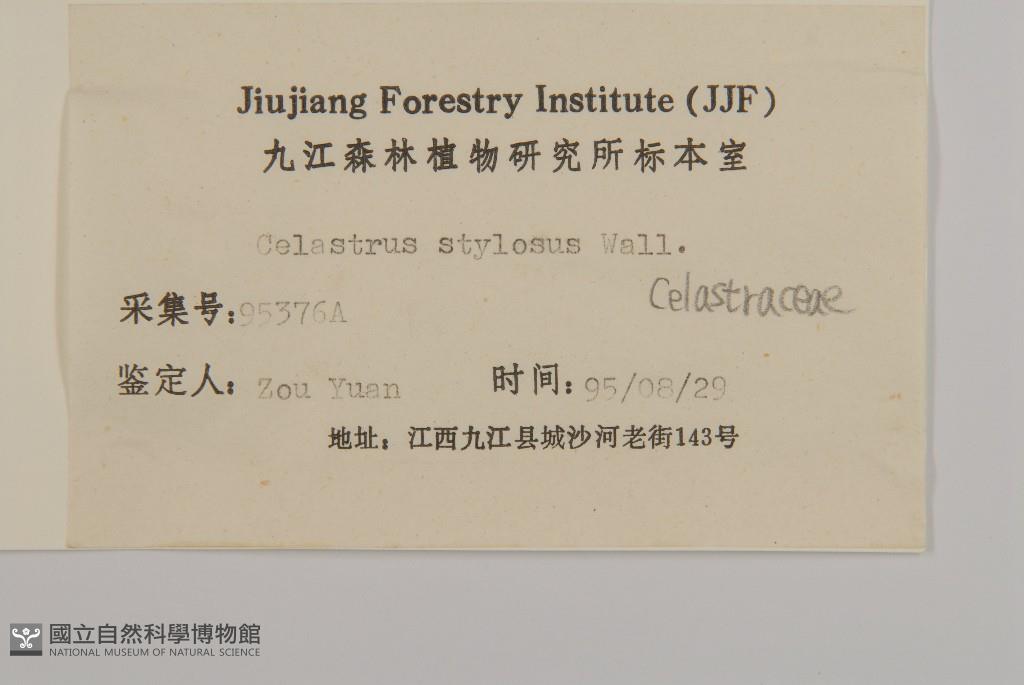 Jiujiang Forestry Institute (JJF)
九江森林植物研究所标本室
Celastrus stylosus Wall.
Celastraceae
采集号:95376A
鉴定人: Zou Yuan 时间: 95/08/29
地址: 江西九江县城沙河老街143号
國立自然科學博物館
NATIONAL MUSEUM OF NATURAL SCIENCE